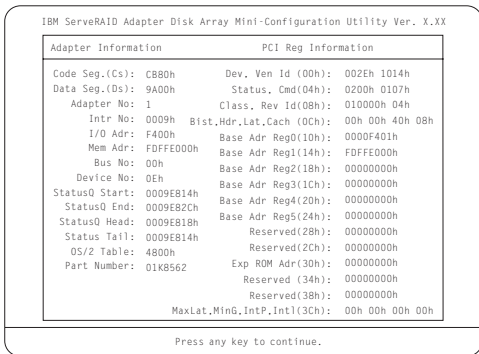 IBM ServeRAID Adapter Disk Array Mini-Configuration Utility Ver. X.XX
Adapter Information PCI Reg Information
Code Seg.(Cs): CB80h Dev. Ven Id (00h): 002Eh 1014h
Data Seg.(Ds): 9A00h Status. Cmd(04h): 0200h 0107h
Adapter No: 1 Class. Rev Id(08h): 010000h 04h
Intr No: 0009h Bist.Hdr.Lat.Cach (0Ch): 00h 00h 40h 08h
I/O Adr: F400h Base Adr Reg0(10h): 0000F401h
Mem Adr: FDFFE000h Base Adr Reg1(14h): FDFFE000h
Bus No: 00h Base Adr Reg2(18h): 00000000h
Device No: 0Eh Base Adr Reg3(1Ch): 00000000h
StatusQ Start: 0009E814h Base Adr Reg4(20h): 00000000h
StatusQ End: 0009E82Ch Base Adr Reg5(24h): 00000000h
StatusQ Head: 0009E818h Reserved(28h): 00000000h
Status Tail: 0009E814h Reserved(2Ch): 00000000h
OS/2 Table: 4800h Exp ROM Adr(30h): 00000000h
Part Number: 01K8562 Reserved (34h): 00000000h
Reserved(38h): 00000000h
MaxLat.MinG.IntP.Intl(3Ch): 00h 00h 00h 00h
Press any key to continue.